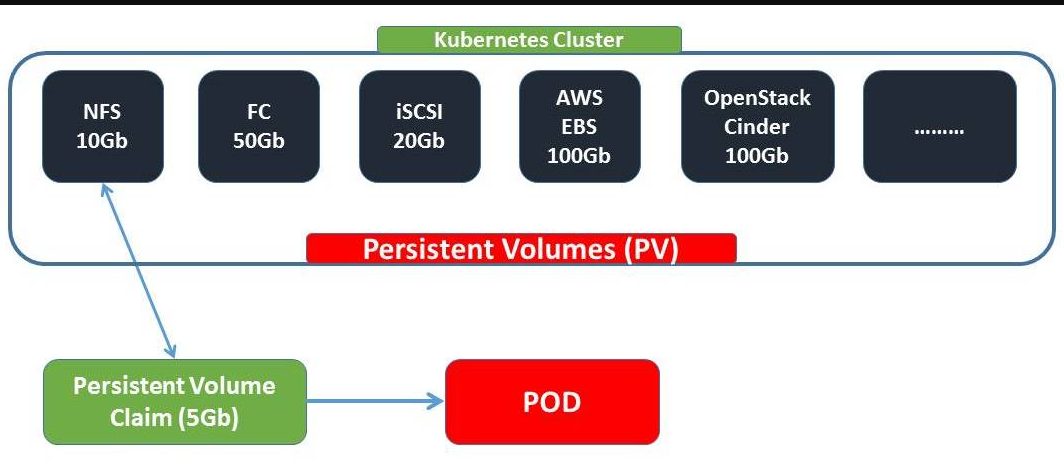 Kubernetes Cluster
NFS
10Gb
FC
50Gb
iSCSI
20Gb
AWS
EBS
100Gb
OpenStack
Cinder
100Gb
.........
Persistent Volumes (PV)
Persistent Volume
Claim (5Gb)
POD